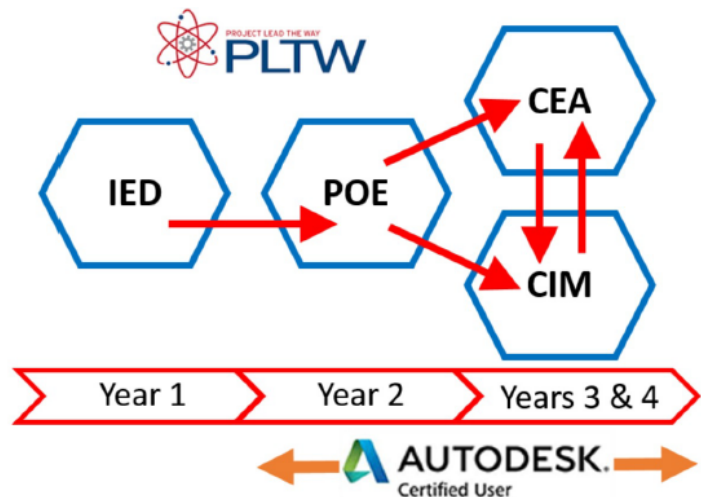 PROJECT LEAD THE WAY
PLTW
CEA
IED
POE
CIM
Year 1
Year 2
Years 3 & 4
AUTODESK.
Certified User